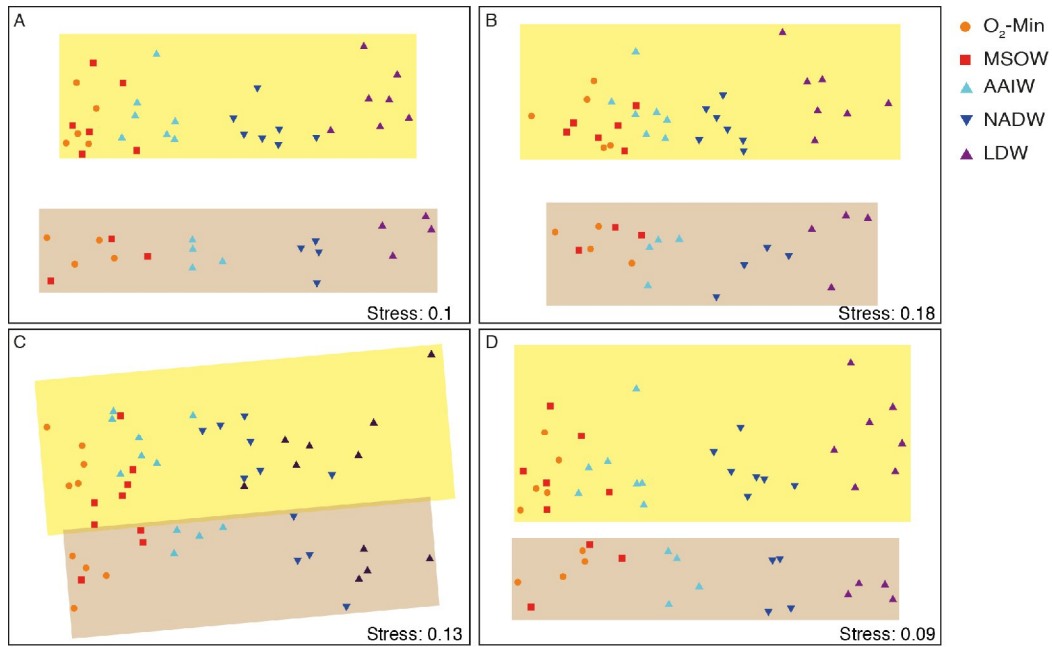 A
B
O₂-Min
MSOW
AAIW
NADW
LDW
Stress: 0.1
Stress: 0.18
C
D
Stress: 0.13
Stress: 0.09